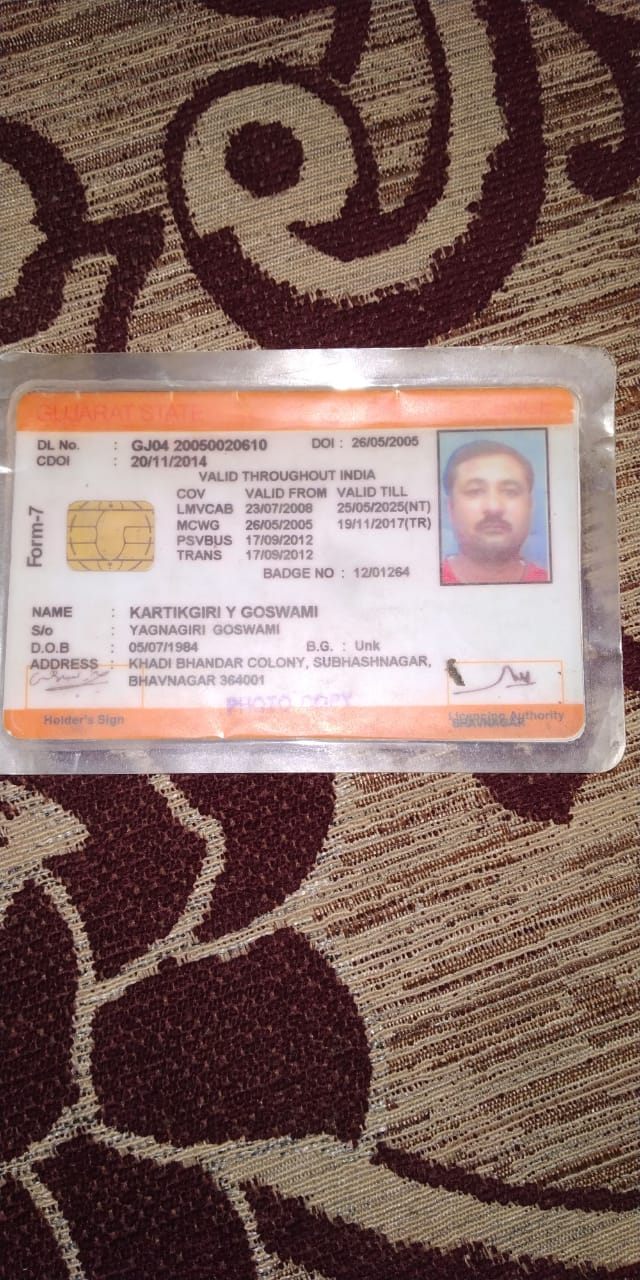 GUJARAT STATE
DL No. : GJ04 20050020610 DOI : 26/05/2005
CDOI : 20/11/2014
VALID THROUGHOUT INDIA
COV VALID FROM VALID TILL
LMVCAB 23/07/2008 25/05/2025(NT)
MCWG 26/05/2005 19/11/2017(TR)
PSVBUS 17/09/2012
TRANS 17/09/2012
BADGE NO : 12/01264
Form-7
NAME : KARTIKGIRI Y GOSWAMI
S/o : YAGNAGIRI GOSWAMI
D.O.B : 05/07/1984 B.G. : Unk
ADDRESS : KHADI BHANDAR COLONY, SUBHASHNAGAR,
BHAVNAGAR 364001
PHOTO COPY
Holder's Sign Licencing Authority
BHAVNAGAR